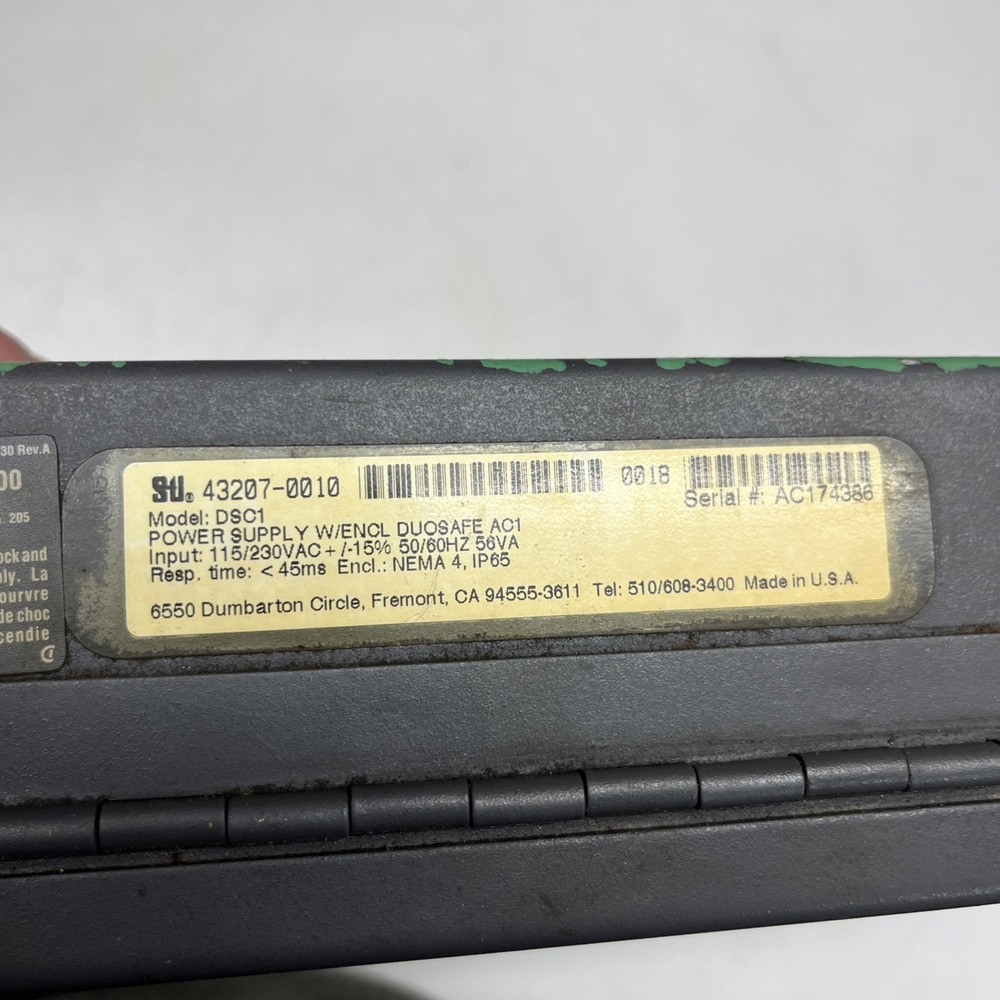 30 Rev.A
00
. 205
ock and
ly. La
ouvre
de choc
cendie
Sti. 43207-0010 0018
Serial #: AC174386
Model: DSC1
POWER SUPPLY W/ENCL DUOSAFE AC1
Input: 115/230VAC +/-15% 50/60HZ 56VA
Resp. time: < 45ms Encl.: NEMA 4, IP65
6550 Dumbarton Circle, Fremont, CA 94555-3611 Tel: 510/608-3400 Made in U.S.A.